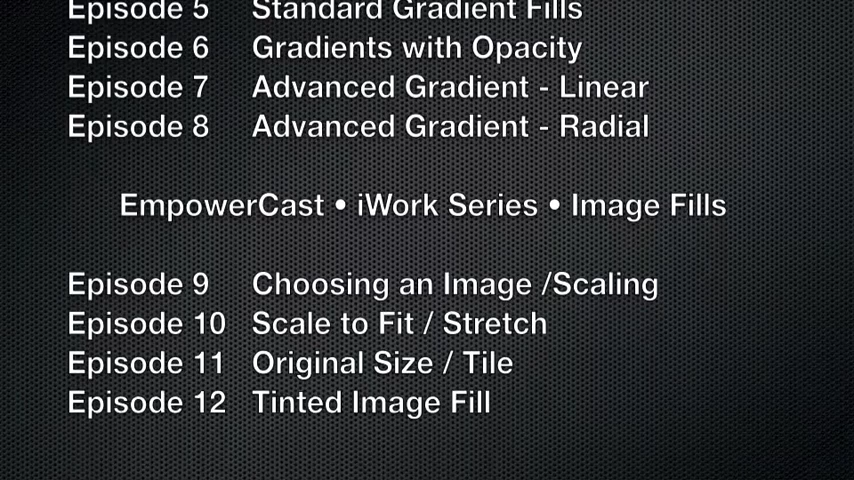 Episode 5 Standard Gradient Fills
Episode 6 Gradients with Opacity
Episode 7 Advanced Gradient - Linear
Episode 8 Advanced Gradient - Radial
EmpowerCast • iWork Series • Image Fills
Episode 9 Choosing an Image /Scaling
Episode 10 Scale to Fit / Stretch
Episode 11 Original Size / Tile
Episode 12 Tinted Image Fill